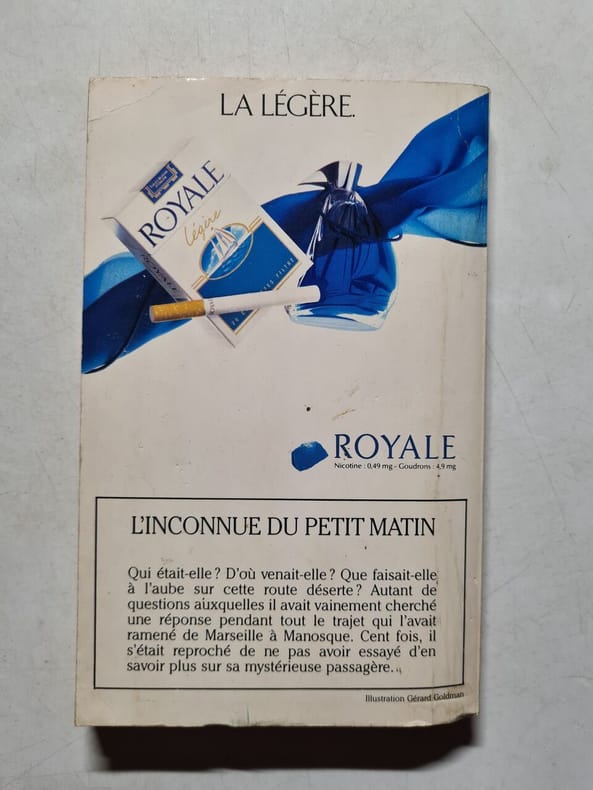 LA LÉGÈRE.
ROYALE
Légère
ROYALE
Nicotine : 0,49 mg - Goudrons : 4,9 mg
L'INCONNUE DU PETIT MATIN
Qui était-elle ? D'où venait-elle ? Que faisait-elle
à l'aube sur cette route déserte ? Autant de
questions auxquelles il avait vainement cherché
une réponse pendant tout le trajet qui l'avait
ramené de Marseille à Manosque. Cent fois, il
s'était reproché de ne pas avoir essayé d'en
savoir plus sur sa mystérieuse passagère.
Illustration Gérard Goldman